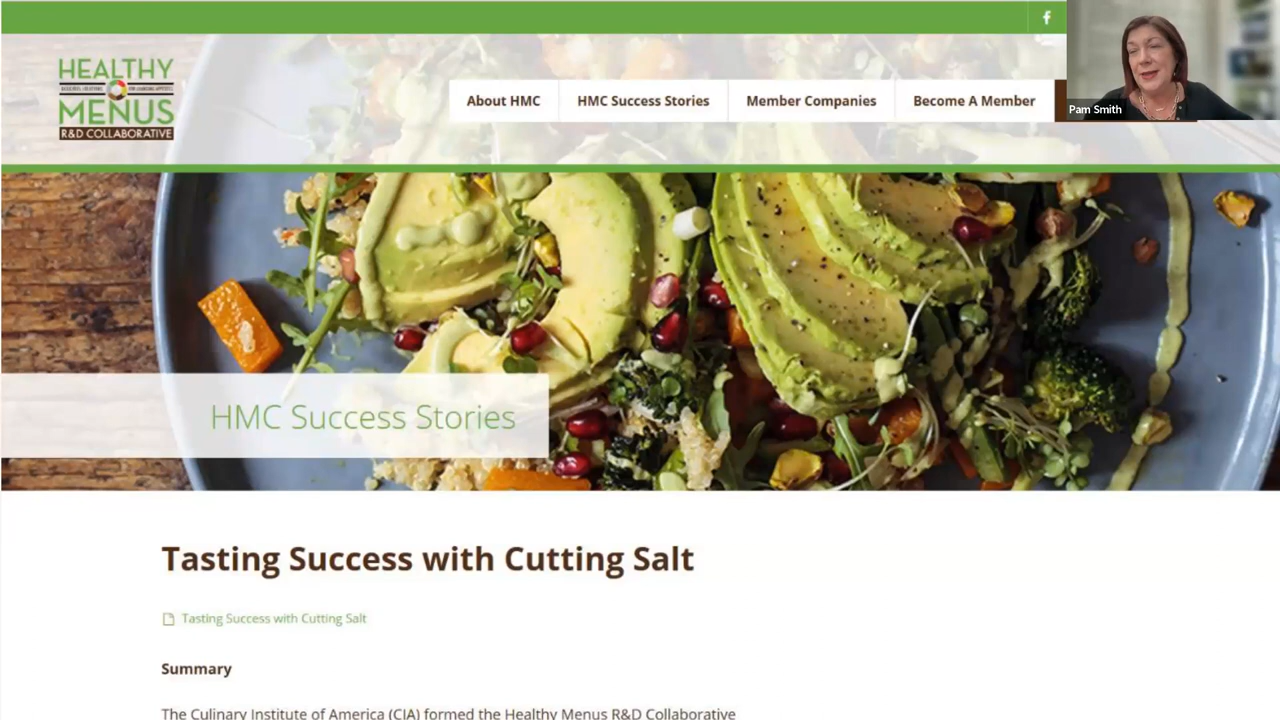 HEALTHY
MENUS
R&D COLLABORATIVE
About HMC
HMC Success Stories
Member Companies
Become A Member
Pam Smith
HMC Success Stories
Tasting Success with Cutting Salt
Tasting Success with Cutting Salt
Summary
The Culinary Institute of America (CIA) formed the Healthy Menus R&D Collaborative